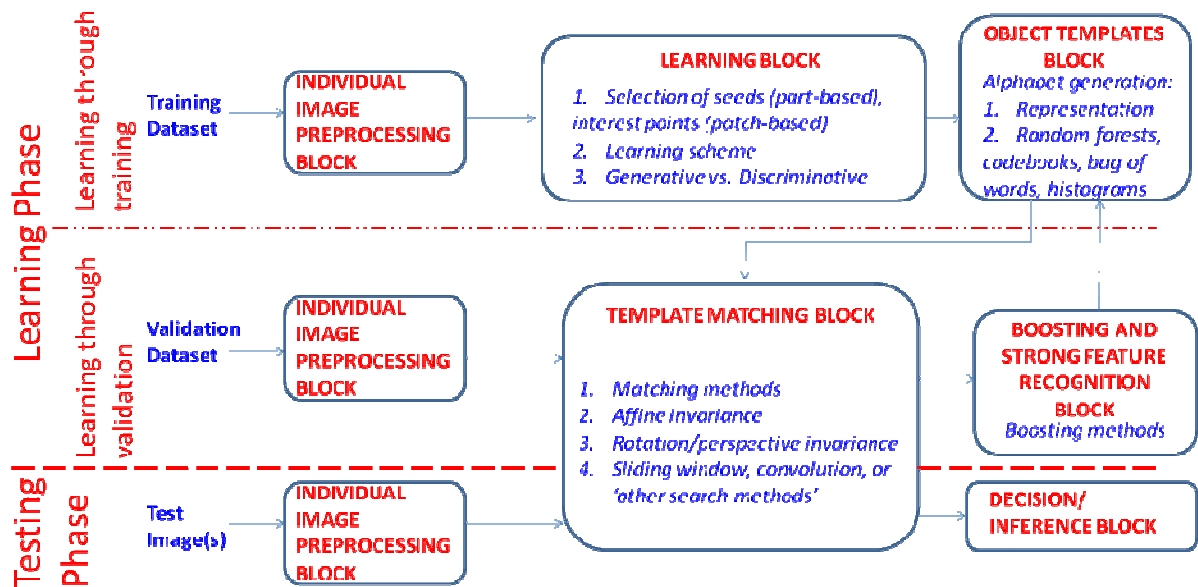 Learning Phase
Learning through
training
Training
Dataset
INDIVIDUAL
IMAGE
PREPROCESSING
BLOCK
LEARNING BLOCK
1. Selection of seeds (part-based),
interest points (patch-based)
2. Learning scheme
3. Generative vs. Discriminative
OBJECT TEMPLATES
BLOCK
Alphabet generation:
1. Representation
2. Random forests,
codebooks, bag of
words, histograms
Learning through
validation
Validation
Dataset
INDIVIDUAL
IMAGE
PREPROCESSING
BLOCK
TEMPLATE MATCHING BLOCK
1. Matching methods
2. Affine invariance
3. Rotation/perspective invariance
4. Sliding window, convolution, or
‘other search methods’
BOOSTING AND
STRONG FEATURE
RECOGNITION
BLOCK
Boosting methods
Testing
Phase
Test
Image(s)
INDIVIDUAL
IMAGE
PREPROCESSING
BLOCK
DECISION/
INFERENCE BLOCK